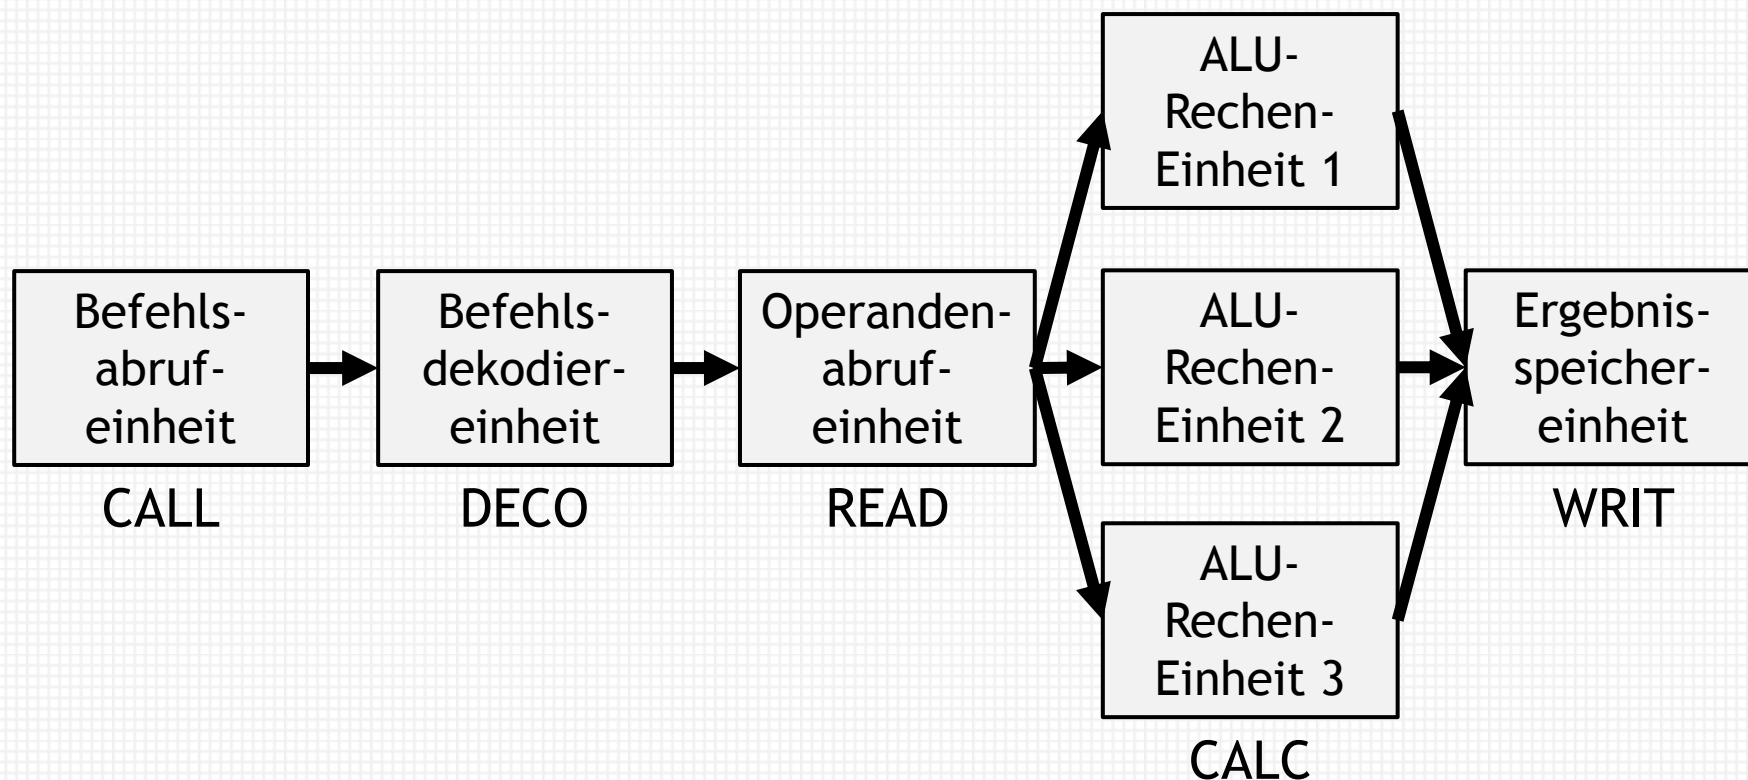 Befehls-
abruf-
einheit
CALL
Befehls-
dekodier-
einheit
DECO
Operanden-
abruf-
einheit
READ
ALU-
Rechen-
Einheit 1
ALU-
Rechen-
Einheit 2
ALU-
Rechen-
Einheit 3
CALC
Ergebnis-
speicher-
einheit
WRIT